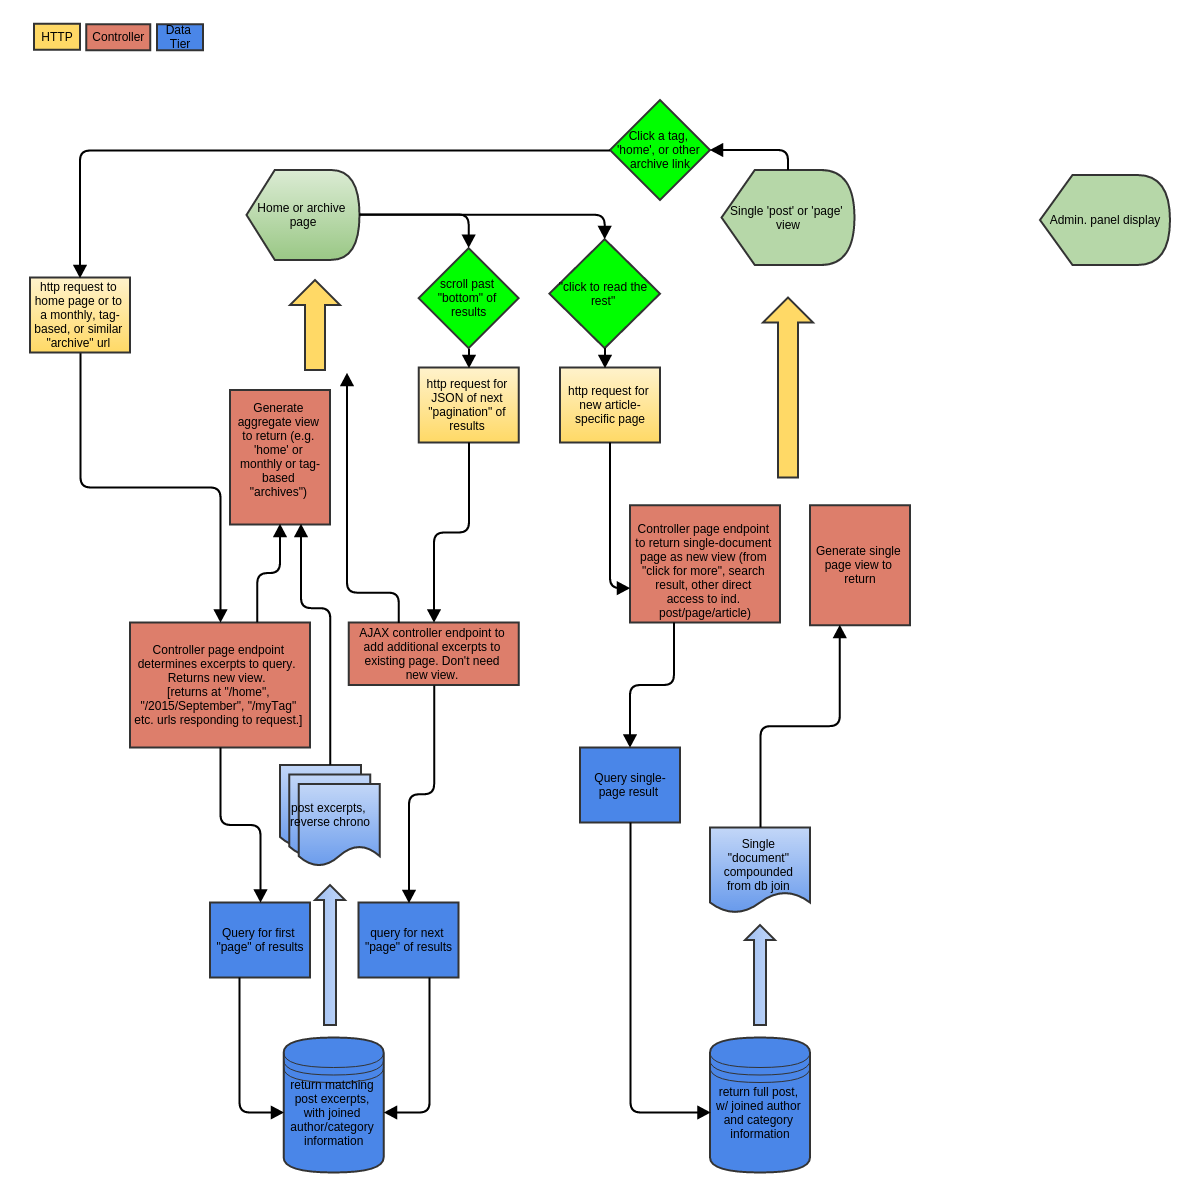 HTTP
Controller
Data
Tier
Click a tag,
'home', or other
archive link
Home or archive
page
Single 'post' or 'page'
view
Admin. panel display
http request to
home page or to
a monthly, tag-
based, or similar
"archive" url
scroll past
"bottom" of
results
"click to read the
rest"
http request for
JSON of next
"pagination" of
results
http request for
new article-
specific page
Generate
aggregate view
to return (e.g.
'home' or
monthly or tag-
based
"archives")
Controller page endpoint
to return single-document
page as new view (from
"click for more", search
result, other direct
access to ind.
post/page/article)
Generate single
page view to
return
Controller page endpoint
determines excerpts to query.
Returns new view.
[returns at "/home",
"/2015/September", "/myTag"
etc. urls responding to request.]
AJAX controller endpoint to
add additional excerpts to
existing page. Don't need
new view.
post excerpts,
reverse chrono
Query single-
page result
Single
"document"
compounded
from db join
Query for first
"page" of results
query for next
"page" of results
return matching
post excerpts,
with joined
author/category
information
return full post,
w/ joined author
and category
information